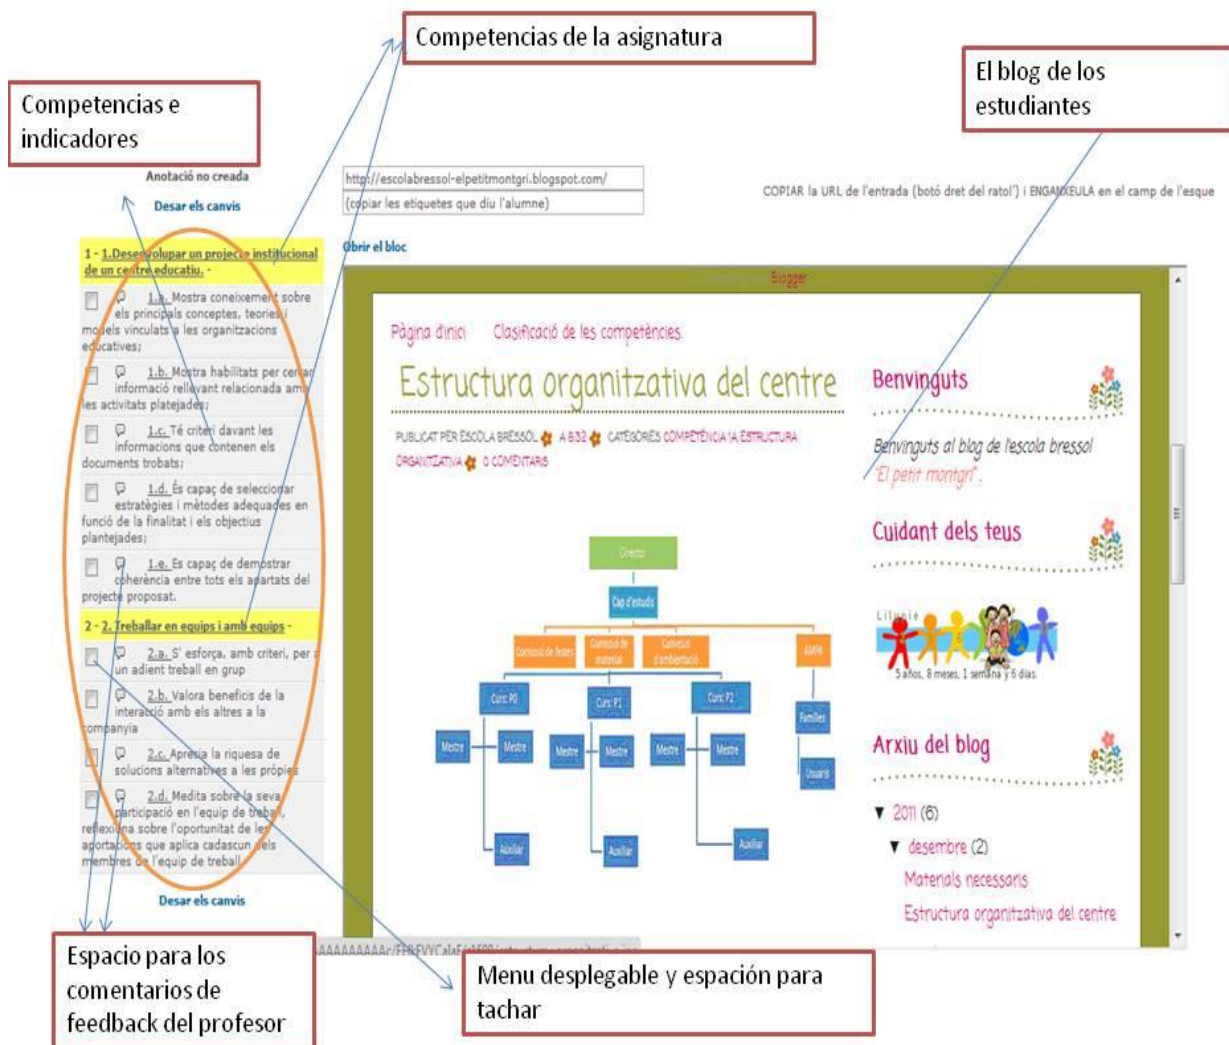 Competencias de la asignatura
El blog de los
estudiantes
Competencias e
indicadores
Anotació no creada
Desar els canvis
http://escolabressol-elpetitmontgri.blogspot.com/
(copiar les etiquetes que diu l'alumne)
COPIAR la URL de l'entrada (botó dret del ratol´) i ENGANXEULA en el camp de l'esque
Obrir el bloc
1 - 1.Desenvolupar un projecte institucional
de un centre educatiu. -
1.a. Mostra coneixement sobre
els principals conceptes, teories i
models vinculats a les organitzacions
educatives;
1.b. Mostra habilitats per cercar
informació rellevant relacionada amb
les activitats platejades;
1.c. Té criteri davant les
informacions que contenen els
documents trobats;
1.d. És capaç de seleccionar
estratègies i mètodes adequades en
funció de la finalitat i els objectius
plantejades;
1.e. Es capaç de demostrar
coherència entre tots els apartats del
projecte proposat.
2 - 2. Treballar en equips i amb equips -
2.a. S' esforça, amb criteri, per a
un adient treball en grup
2.b. Valora beneficis de la
interacció amb els altres a la
companyia
2.c. Aprecia la riquesa de
solucions alternatives a les pròpies
2.d. Medita sobre la seva
participació en l'equip de treball,
reflexiona sobre l'oportunitat de les
aportacions que aplica cadascun dels
membres de l'equip de treball
Desar els canvis
Blogger
Pàgina d'inici Clasificació de les competències.
Estructura organitzativa del centre
PUBLICAT PER ESCOLA BRESSOL A 8:32 CATEGORIES COMPETÈNCIA 1A, ESTRUCTURA
ORGANITZATIVA 0 COMENTARIS
Director
Cap d'estudis
Comissió de festes
Comissió de
material
Comissió
d'ambientació
AMPA
Curs: P0
Curs: P1
Curs: P2
Families
Mestre
Mestre
Mestre
Mestre
Mestre
Mestre
Usuaris
Auxiliar
Auxiliar
Auxiliar
Benvinguts
Benvinguts al blog de l'escola bressol
"El petit montgrí".
Cuidant dels teus
Lilypie
5 años, 8 meses, 1 semana y 6 días.
Arxiu del blog
▼ 2011 (6)
▼ desembre (2)
Materials necessaris
Estructura organitzativa del centre
Espacio para los
comentarios de
feedback del profesor
Menu desplegable y espación para
tachar